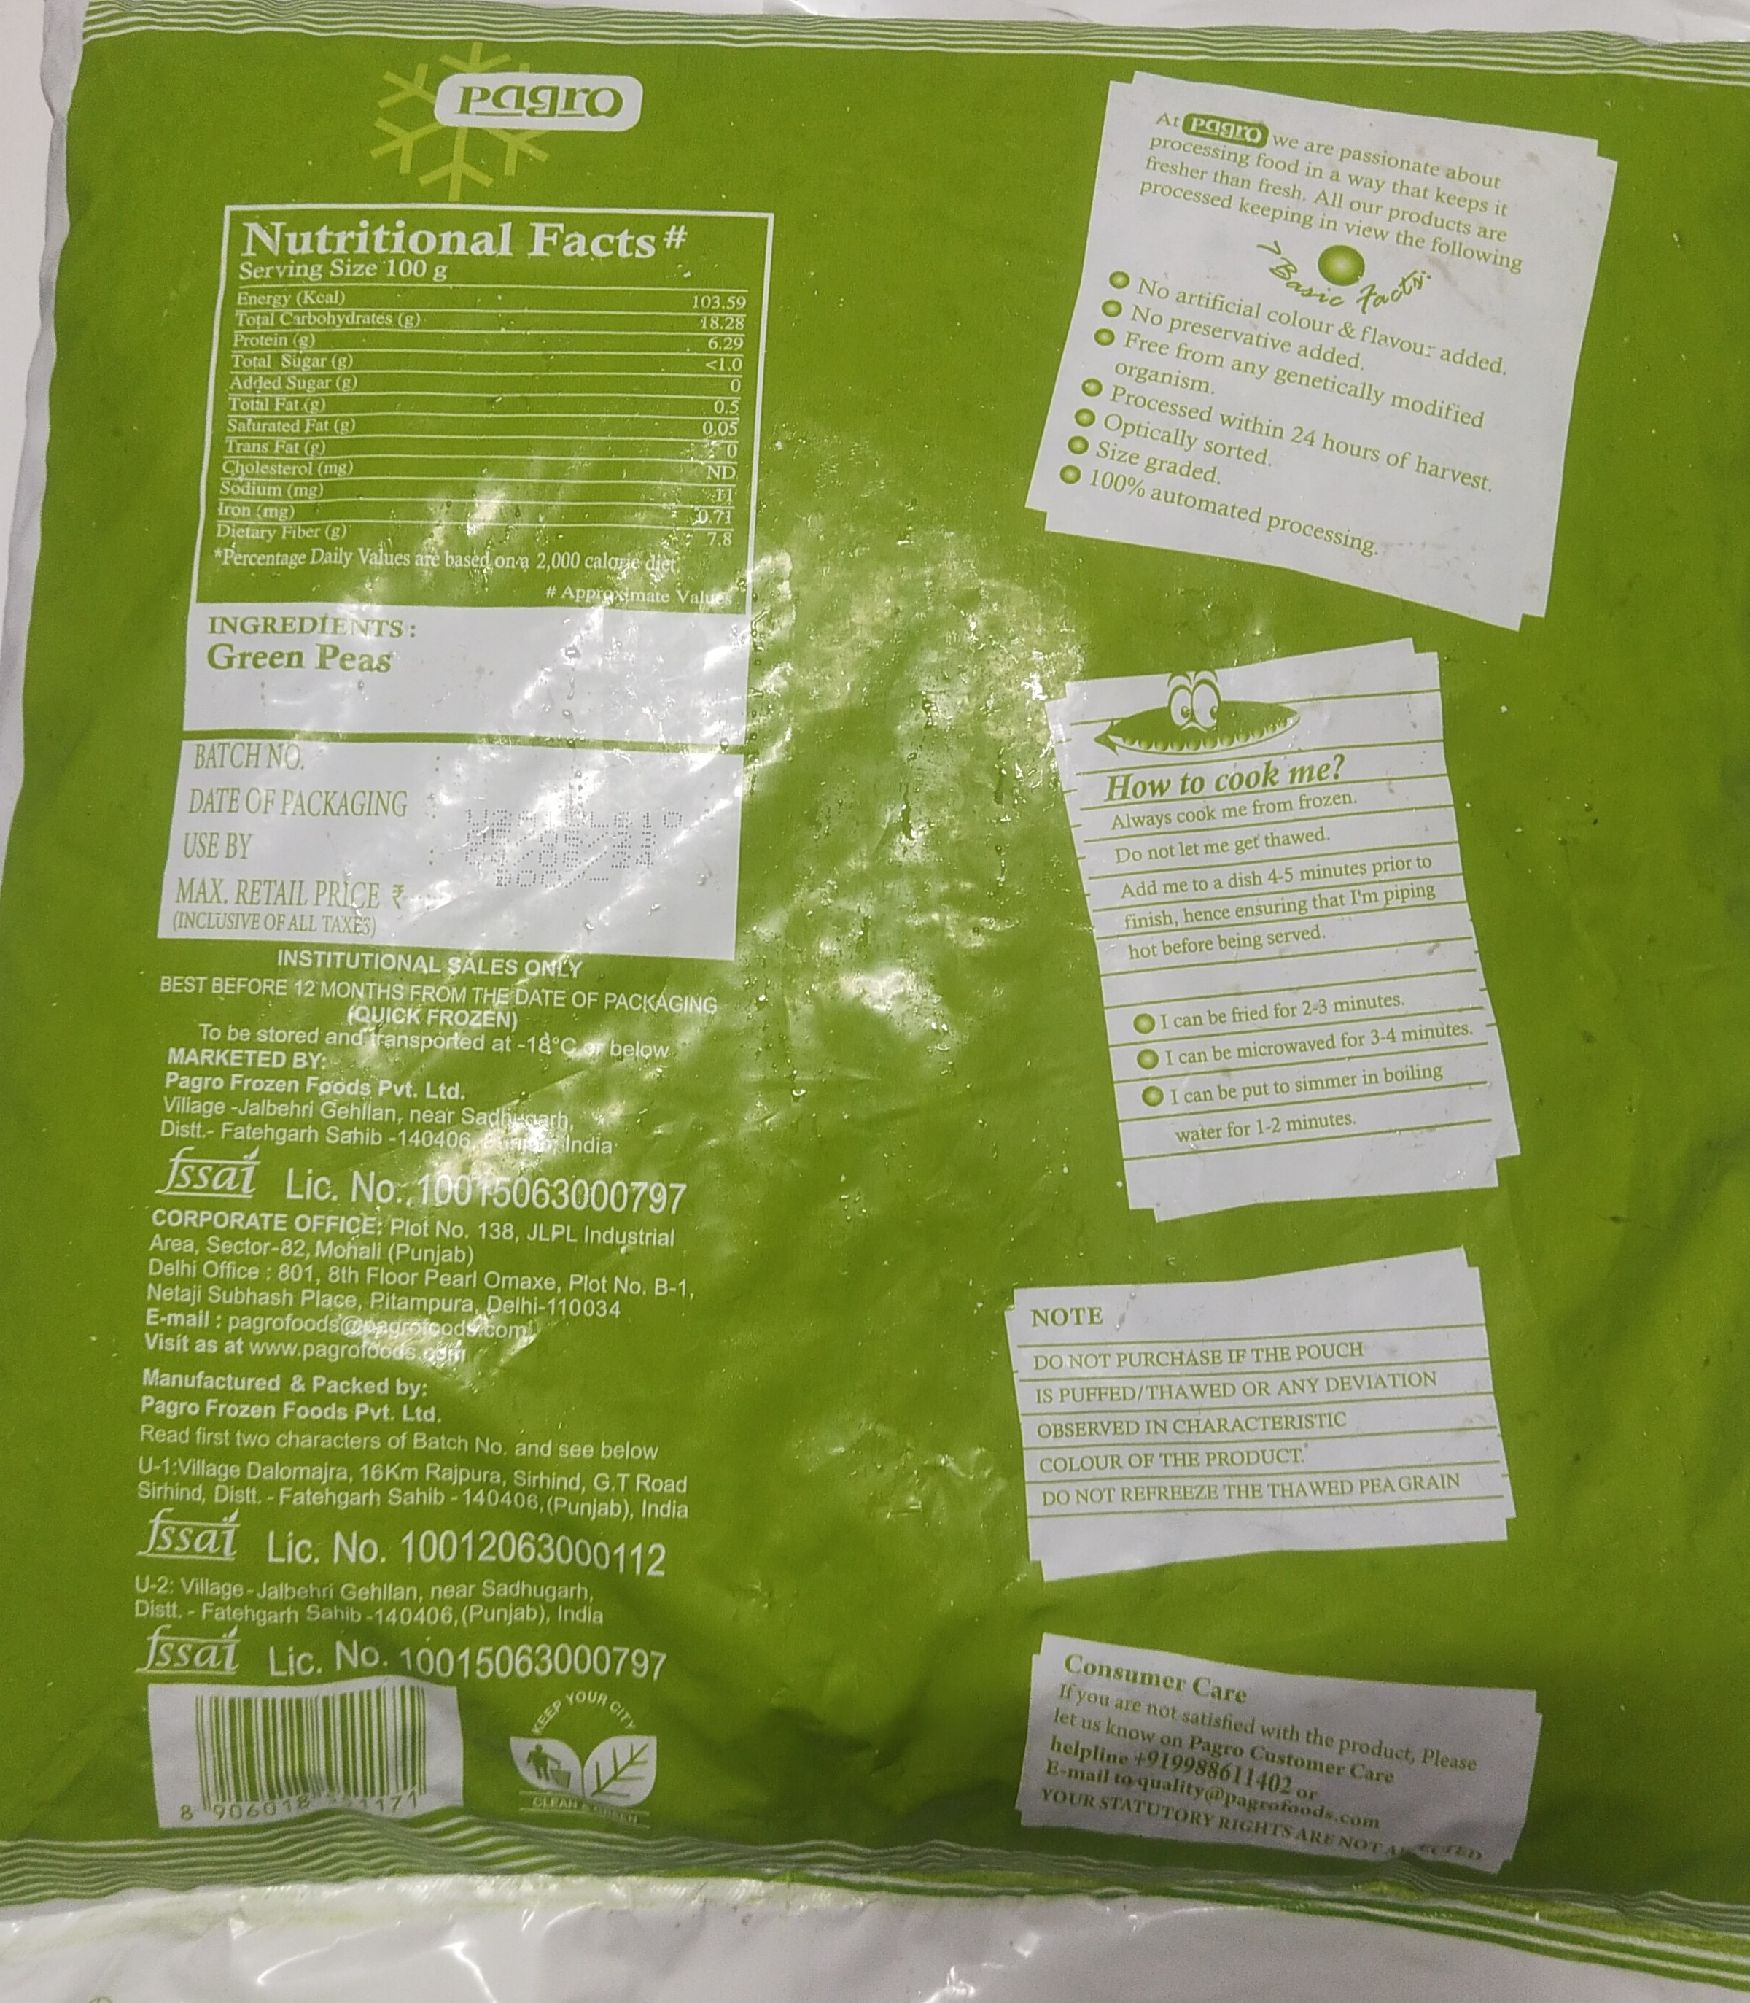 pagro
Nutritional Facts #
Serving Size 100 g
Energy (Kcal) 103.59
Total Carbohydrates (g) 18.28
Protein (g) 6.29
Total Sugar (g) <1.0
Added Sugar (g) 0
Total Fat (g) 0.5
Saturated Fat (g) 0.05
Trans Fat (g) 0
Cholesterol (mg) ND
Sodium (mg) 11
Iron (mg) 0.71
Dietary Fiber (g) 7.8
*Percentage Daily Values are based on a 2,000 calorie diet
# Approximate Values
INGREDIENTS :
Green Peas
BATCH NO. :
DATE OF PACKAGING :
USE BY :
MAX. RETAIL PRICE ₹
(INCLUSIVE OF ALL TAXES)
INSTITUTIONAL SALES ONLY
BEST BEFORE 12 MONTHS FROM THE DATE OF PACKAGING
(QUICK FROZEN)
To be stored and transported at -18°C or below
MARKETED BY:
Pagro Frozen Foods Pvt. Ltd.
Village -Jalbehri Gehllan, near Sadhugarh,
Distt.- Fatehgarh Sahib -140406, India
fssai Lic. No. 10015063000797
CORPORATE OFFICE: Plot No. 138, JLPL Industrial
Area, Sector-82, Mohali (Punjab)
Delhi Office : 801, 8th Floor Pearl Omaxe, Plot No. B-1,
Netaji Subhash Place, Pitampura, Delhi-110034
E-mail : pagrofoods@pagrofoods.com
Visit as at www.pagrofoods.com
Manufactured & Packed by:
Pagro Frozen Foods Pvt. Ltd.
Read first two characters of Batch No. and see below
U-1:Village Dalomajra, 16Km Rajpura, Sirhind, G.T Road
Sirhind, Distt. - Fatehgarh Sahib - 140406, (Punjab), India
fssai Lic. No. 10012063000112
U-2: Village - Jalbehri Gehllan, near Sadhugarh,
Distt. - Fatehgarh Sahib -140406, (Punjab), India
fssai Lic. No. 10015063000797
KEEP YOUR CITY
CLEAN & GREEN
At pagro we are passionate about
processing food in a way that keeps it
fresher than fresh. All our products are
processed keeping in view the following
Basic Facts
No artificial colour & flavour added.
No preservative added.
Free from any genetically modified
organism.
Processed within 24 hours of harvest.
Optically sorted.
Size graded.
100% automated processing.
How to cook me?
Always cook me from frozen.
Do not let me get thawed.
Add me to a dish 4-5 minutes prior to
finish, hence ensuring that I'm piping
hot before being served.
I can be fried for 2-3 minutes.
I can be microwaved for 3-4 minutes.
I can be put to simmer in boiling
water for 1-2 minutes.
NOTE
DO NOT PURCHASE IF THE POUCH
IS PUFFED/THAWED OR ANY DEVIATION
OBSERVED IN CHARACTERISTIC
COLOUR OF THE PRODUCT.
DO NOT REFREEZE THE THAWED PEA GRAIN
Consumer Care
If you are not satisfied with the product, Please
let us know on Pagro Customer Care
helpline +919988611402 or
E-mail to quality@pagrofoods.com
YOUR STATUTORY RIGHTS ARE NOT AFFECTED